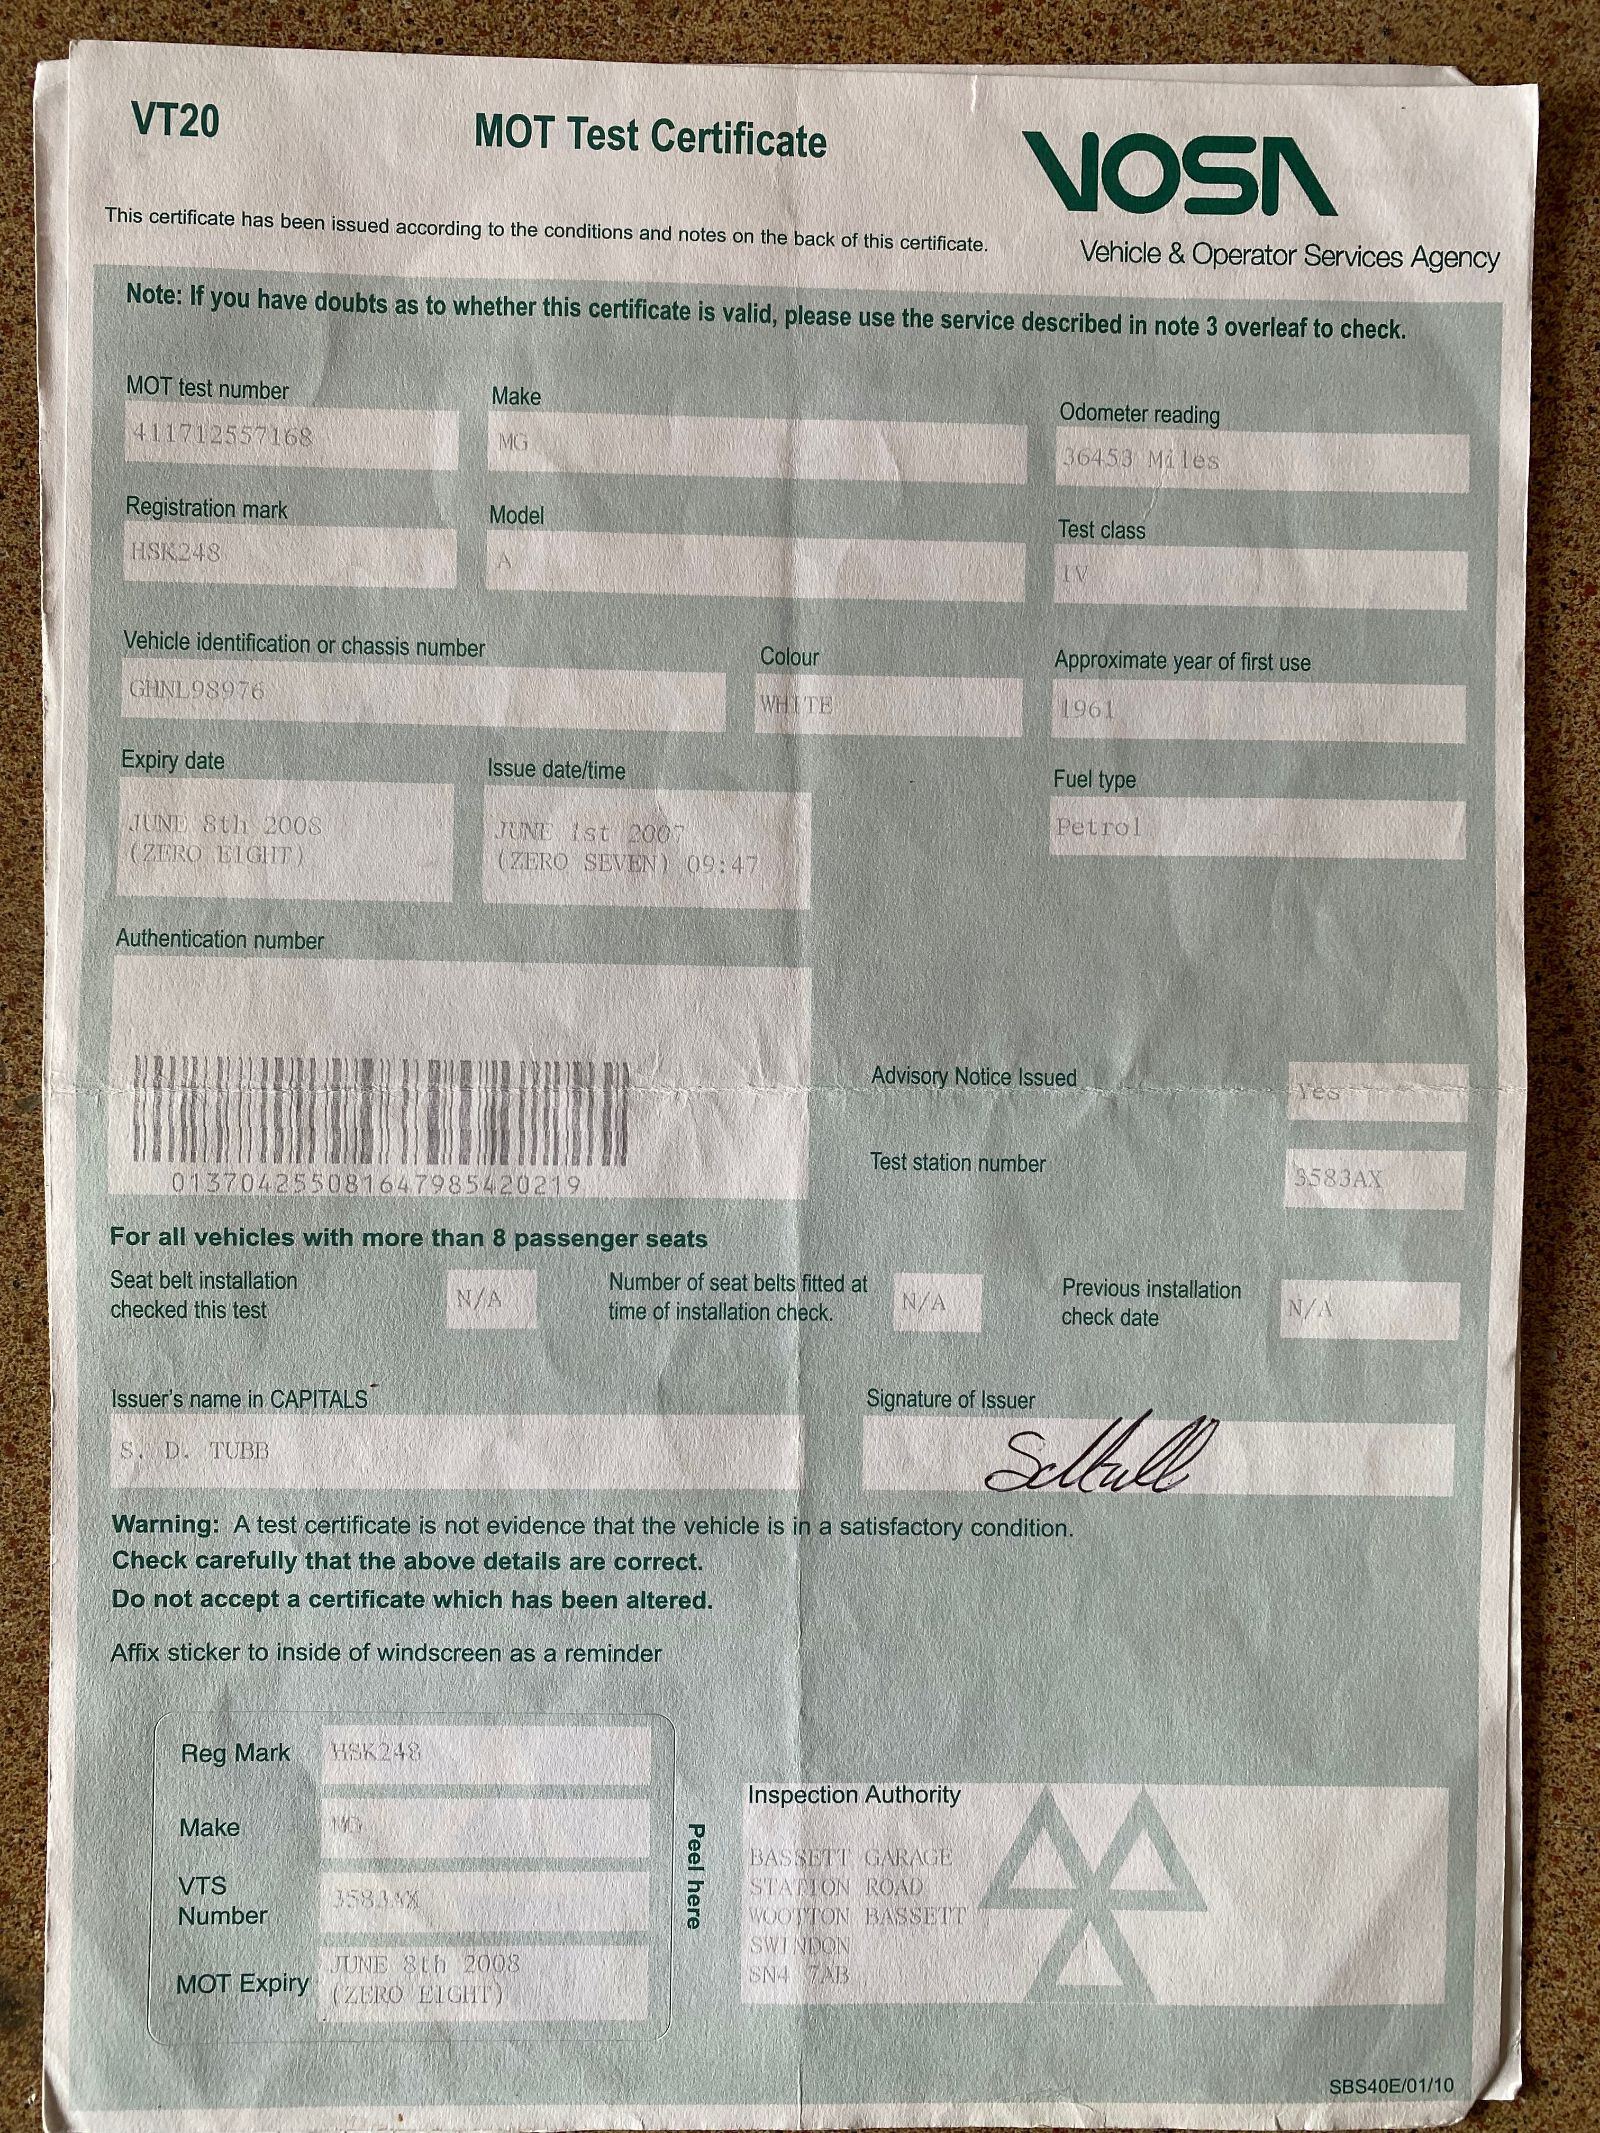 VT20
MOT Test Certificate
VOSA
This certificate has been issued according to the conditions and notes on the back of this certificate.
Vehicle & Operator Services Agency
Note: If you have doubts as to whether this certificate is valid, please use the service described in note 3 overleaf to check.
MOT test number
Make
Odometer reading
411712557168
MG
36453 Miles
Registration mark
Model
Test class
HSK248
A
IV
Vehicle identification or chassis number
Colour
Approximate year of first use
GHNL98976
WHITE
1961
Expiry date
Issue date/time
Fuel type
JUNE 8th 2008
(ZERO EIGHT)
JUNE 1st 2007
(ZERO SEVEN) 09:47
Petrol
Authentication number
013704255081647985420219
Advisory Notice Issued
Yes
Test station number
3583AX
For all vehicles with more than 8 passenger seats
Seat belt installation
checked this test
N/A
Number of seat belts fitted at
time of installation check.
N/A
Previous installation
check date
N/A
Issuer's name in CAPITALS
Signature of Issuer
S. D. TUBB
Warning: A test certificate is not evidence that the vehicle is in a satisfactory condition.
Check carefully that the above details are correct.
Do not accept a certificate which has been altered.
Affix sticker to inside of windscreen as a reminder
Reg Mark
HSK248
Make
MG
VTS
Number
3583AX
MOT Expiry
JUNE 8th 2008
(ZERO EIGHT)
Peel here
Inspection Authority
BASSETT GARAGE
STATION ROAD
WOOTTON BASSETT
SWINDON
SN4 7AB
SBS40E/01/10